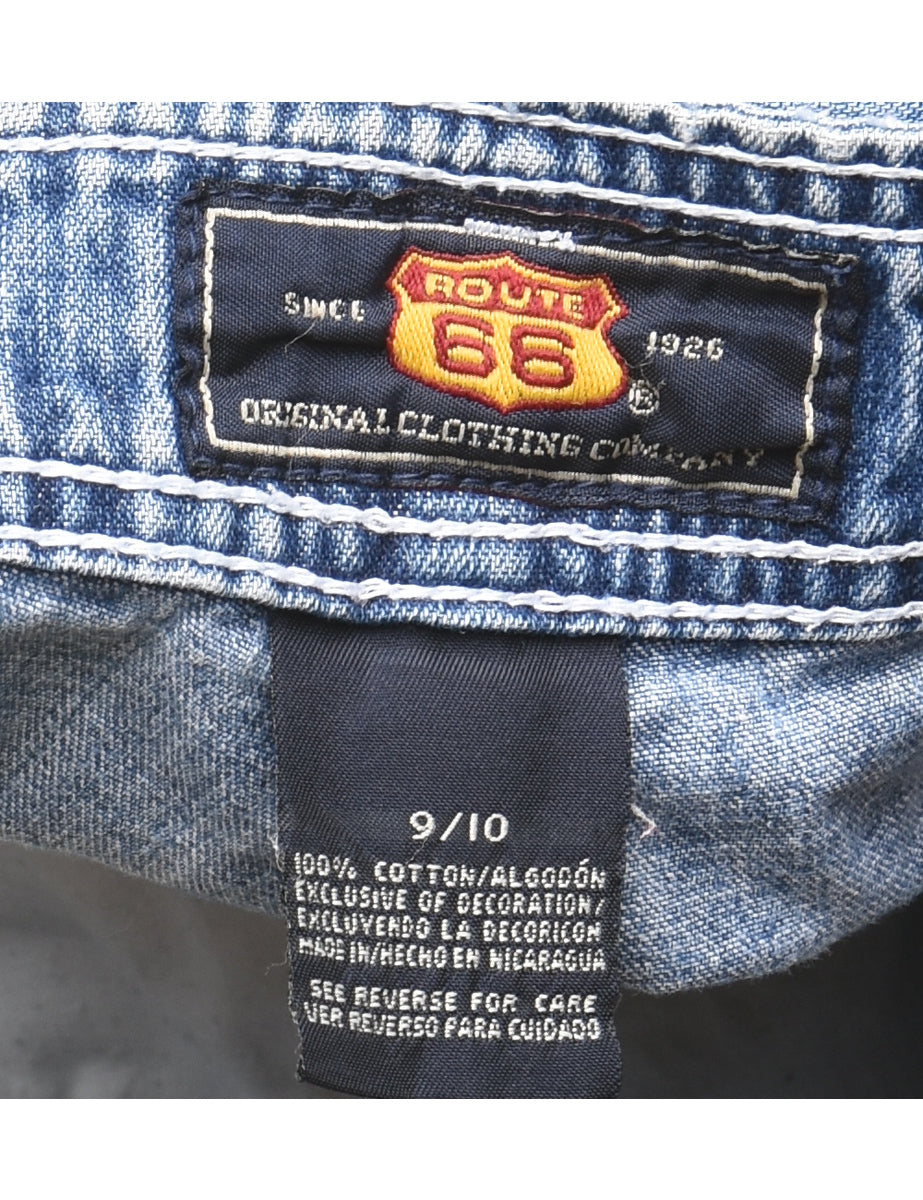 ROUTE
SINCE 66 1926
®
ORIGINAL CLOTHING COMPANY
9/10
100% COTTON/ALGODÓN
EXCLUSIVE OF DECORATION/
EXCLUYENDO LA DECORICON
MADE IN/HECHO EN NICARAGUA
SEE REVERSE FOR CARE
VER REVERSO PARA CUIDADO